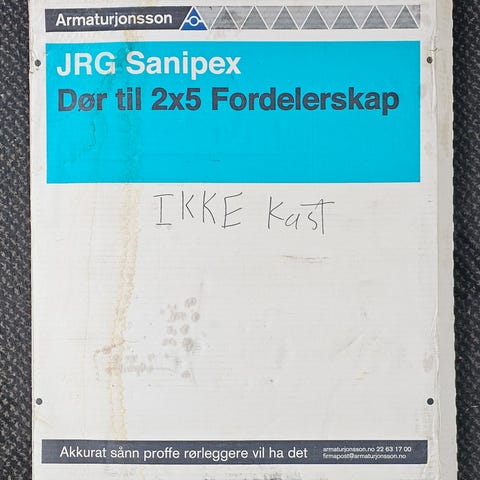 Armaturjonsson
JRG Sanipex
Dør til 2x5 Fordelerskap
IKKE Kast
Akkurat sånn proffe rørleggere vil ha det
armaturjonsson.no 22 63 17 00
firmapost@armaturjonsson.no